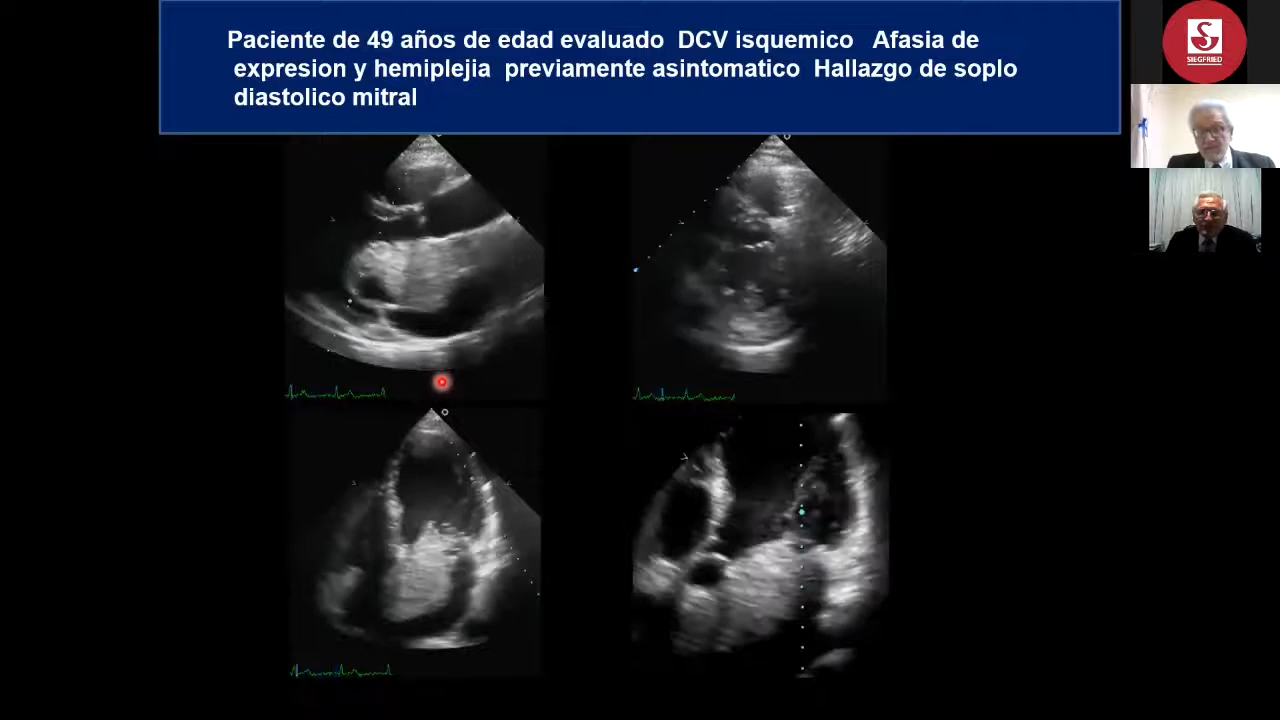 Paciente de 49 años de edad evaluado DCV isquemico Afasia de
expresion y hemiplejia previamente asintomatico Hallazgo de soplo
diastolico mitral
SIEGFRIED